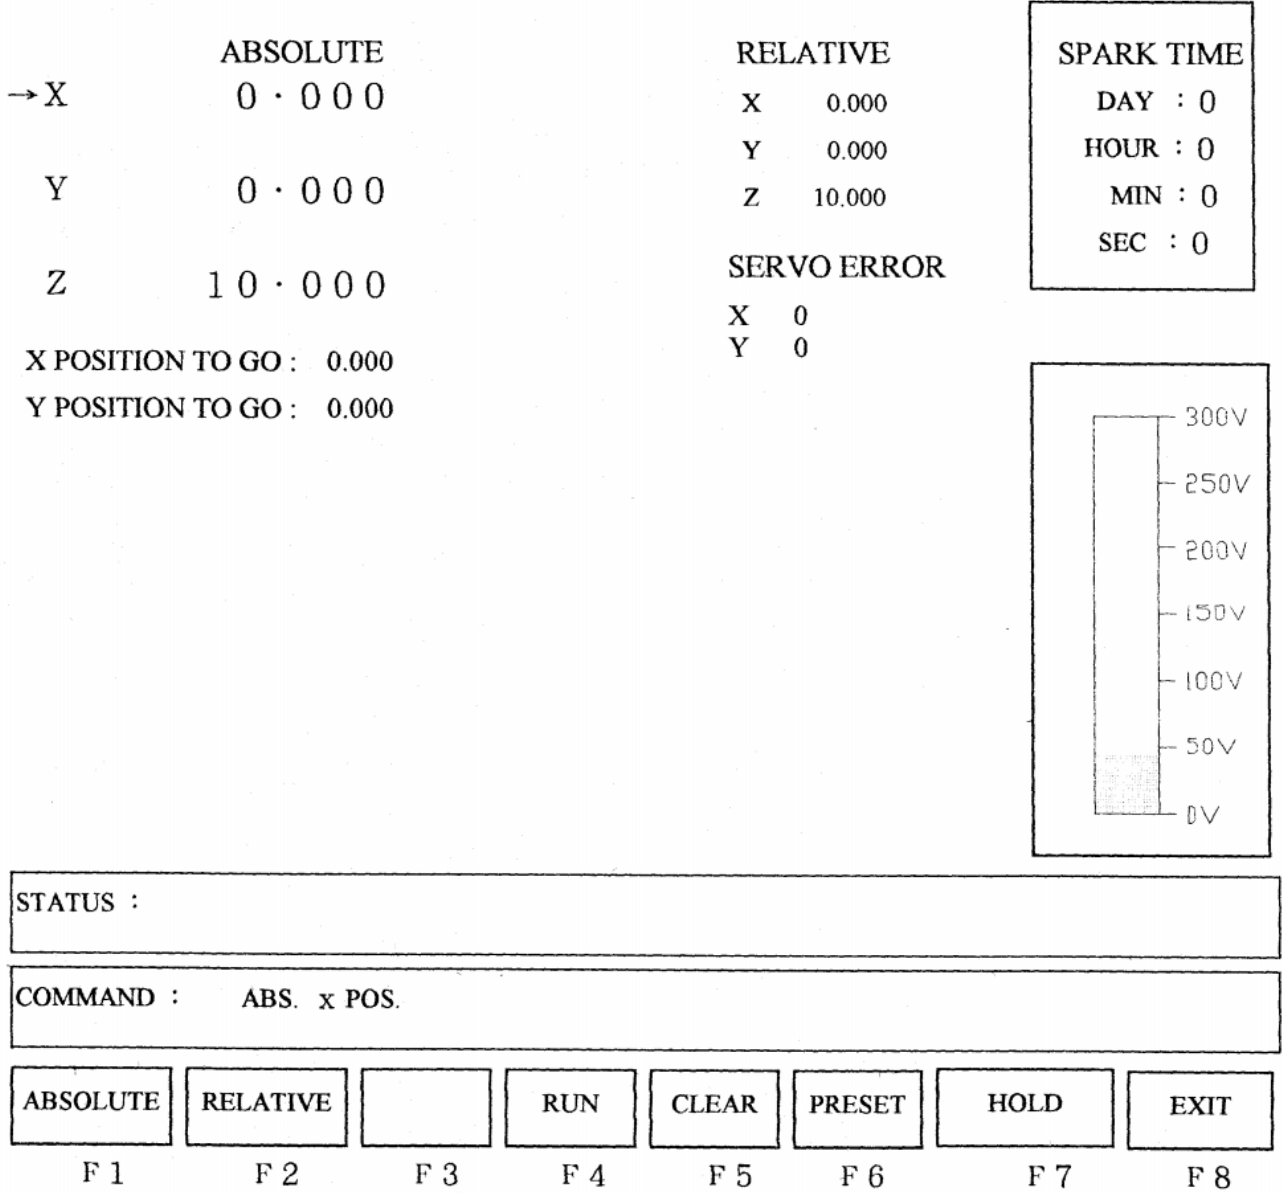 ABSOLUTE
→X 0·000
Y 0·000
Z 10·000
X POSITION TO GO : 0.000
Y POSITION TO GO : 0.000
RELATIVE
X 0.000
Y 0.000
Z 10.000
SERVO ERROR
X 0
Y 0
SPARK TIME
DAY : 0
HOUR : 0
MIN : 0
SEC : 0
300V
250V
200V
150V
100V
50V
0V
STATUS :
COMMAND : ABS. x POS.
ABSOLUTE RELATIVE RUN CLEAR PRESET HOLD EXIT
F1 F2 F3 F4 F5 F6 F7 F8